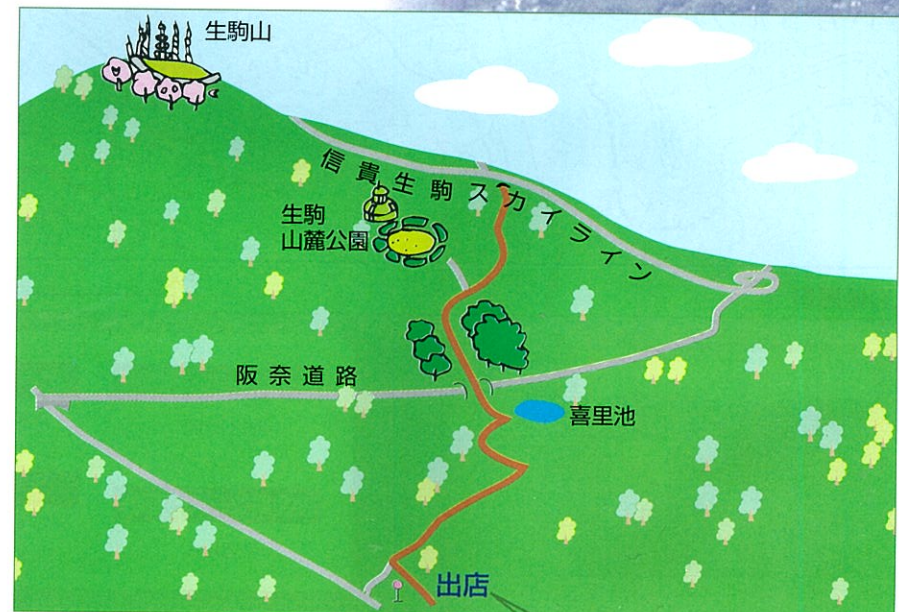 生駒山
信貴生駒スカイライン
生駒
山麓公園
阪奈道路
喜里池
出店